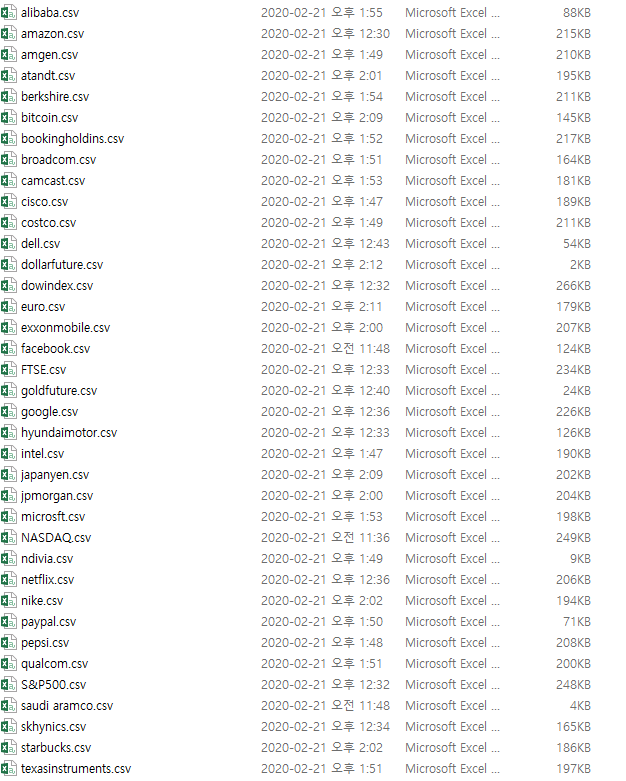 alibaba.csv 2020-02-21 오후 1:55 Microsoft Excel ... 88KB
amazon.csv 2020-02-21 오후 12:30 Microsoft Excel ... 215KB
amgen.csv 2020-02-21 오후 1:49 Microsoft Excel ... 210KB
atandt.csv 2020-02-21 오후 2:01 Microsoft Excel ... 195KB
berkshire.csv 2020-02-21 오후 1:54 Microsoft Excel ... 211KB
bitcoin.csv 2020-02-21 오후 2:09 Microsoft Excel ... 145KB
bookingholdins.csv 2020-02-21 오후 1:52 Microsoft Excel ... 217KB
broadcom.csv 2020-02-21 오후 1:51 Microsoft Excel ... 164KB
camcast.csv 2020-02-21 오후 1:53 Microsoft Excel ... 181KB
cisco.csv 2020-02-21 오후 1:47 Microsoft Excel ... 189KB
costco.csv 2020-02-21 오후 1:49 Microsoft Excel ... 211KB
dell.csv 2020-02-21 오후 12:43 Microsoft Excel ... 54KB
dollarfuture.csv 2020-02-21 오후 2:12 Microsoft Excel ... 2KB
dowindex.csv 2020-02-21 오후 12:32 Microsoft Excel ... 266KB
euro.csv 2020-02-21 오후 2:11 Microsoft Excel ... 179KB
exxonmobile.csv 2020-02-21 오후 2:00 Microsoft Excel ... 207KB
facebook.csv 2020-02-21 오전 11:48 Microsoft Excel ... 124KB
FTSE.csv 2020-02-21 오후 12:33 Microsoft Excel ... 234KB
goldfuture.csv 2020-02-21 오후 12:40 Microsoft Excel ... 24KB
google.csv 2020-02-21 오후 12:36 Microsoft Excel ... 226KB
hyundaimotor.csv 2020-02-21 오후 12:33 Microsoft Excel ... 126KB
intel.csv 2020-02-21 오후 1:47 Microsoft Excel ... 190KB
japanyen.csv 2020-02-21 오후 2:09 Microsoft Excel ... 202KB
jpmorgan.csv 2020-02-21 오후 2:00 Microsoft Excel ... 204KB
microsft.csv 2020-02-21 오후 1:53 Microsoft Excel ... 198KB
NASDAQ.csv 2020-02-21 오전 11:36 Microsoft Excel ... 249KB
ndivia.csv 2020-02-21 오후 1:49 Microsoft Excel ... 9KB
netflix.csv 2020-02-21 오후 12:36 Microsoft Excel ... 206KB
nike.csv 2020-02-21 오후 2:02 Microsoft Excel ... 194KB
paypal.csv 2020-02-21 오후 1:50 Microsoft Excel ... 71KB
pepsi.csv 2020-02-21 오후 1:48 Microsoft Excel ... 208KB
qualcom.csv 2020-02-21 오후 1:51 Microsoft Excel ... 200KB
S&P500.csv 2020-02-21 오후 12:32 Microsoft Excel ... 248KB
saudi aramco.csv 2020-02-21 오전 11:48 Microsoft Excel ... 4KB
skhynics.csv 2020-02-21 오후 12:34 Microsoft Excel ... 165KB
starbucks.csv 2020-02-21 오후 2:02 Microsoft Excel ... 186KB
texasinstruments.csv 2020-02-21 오후 1:51 Microsoft Excel ... 197KB